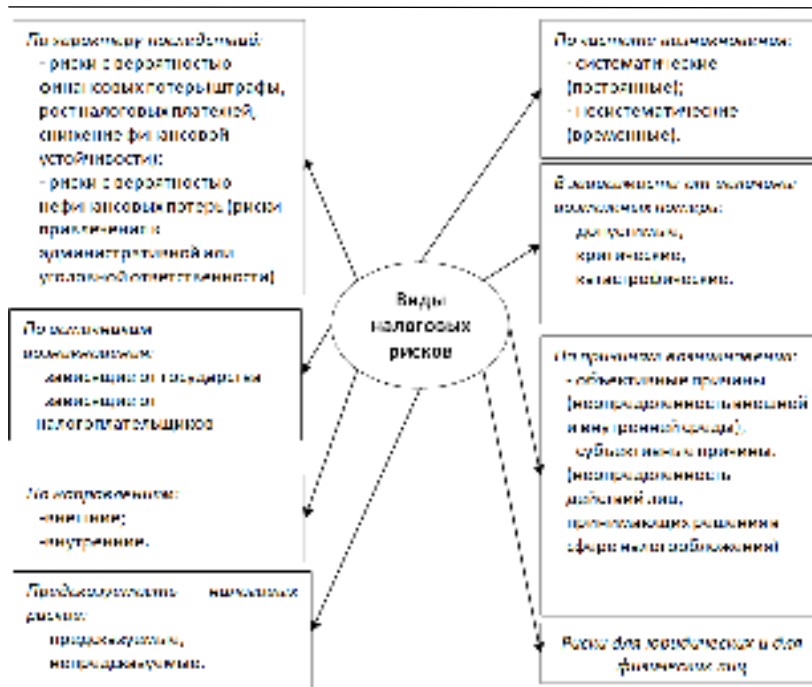 По характеру последствий:
- риски с вероятностью
финансовых потерь (штрафы,
рост налоговых платежей,
снижение финансовой
устойчивости);
- риски с вероятностью
нефинансовых потерь (риски
привлечения к
административной или
уголовной ответственности)
По источникам
возникновения:
зависящие от государства
зависящие от
налогоплательщиков
По направлениям:
-внешние;
-внутренние.
Предсказуемость налоговых
рисков:
предсказуемые,
непредсказуемые.
Виды
налоговых
рисков
По системе возникновения:
- систематические
(постоянные);
- несистематические
(временные).
В зависимости от величины
возможных потерь:
допустимые,
критические,
катастрофические.
По причинам возникновения:
- объективные причины
(неопределенность внешней
и внутренней среды),
субъективные причины.
(неопределенность
действий лиц,
принимающих решения в
сфере налогообложения)
Риски для юридических и для
физических лиц